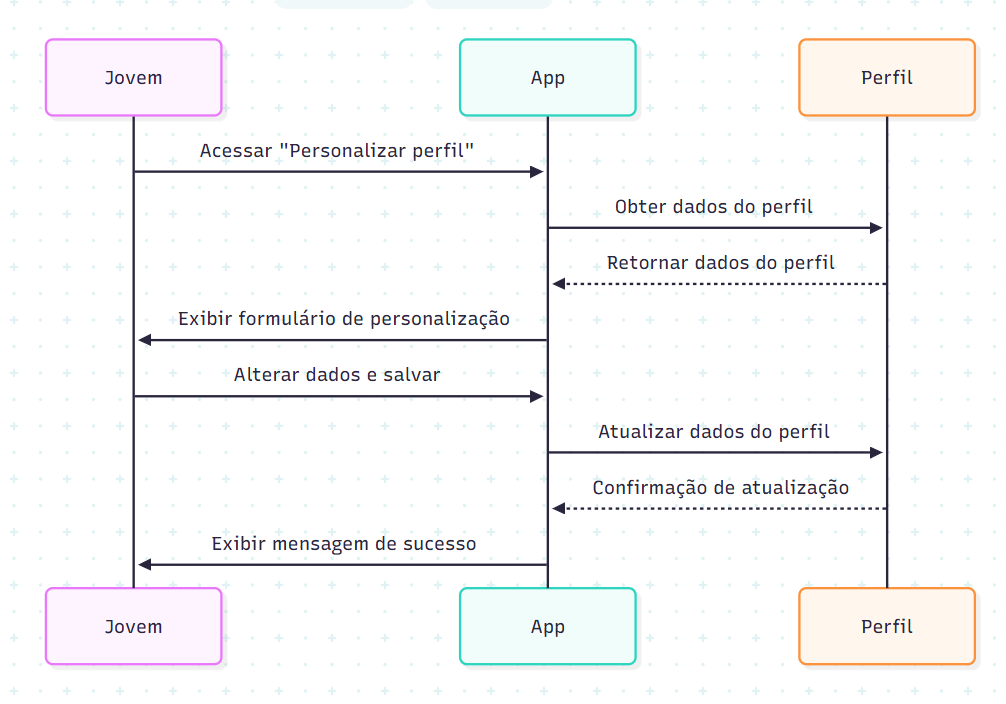 Jovem
App
Perfil
Acessar "Personalizar perfil"
Obter dados do perfil
Retornar dados do perfil
Exibir formulário de personalização
Alterar dados e salvar
Atualizar dados do perfil
Confirmação de atualização
Exibir mensagem de sucesso
Jovem
App
Perfil